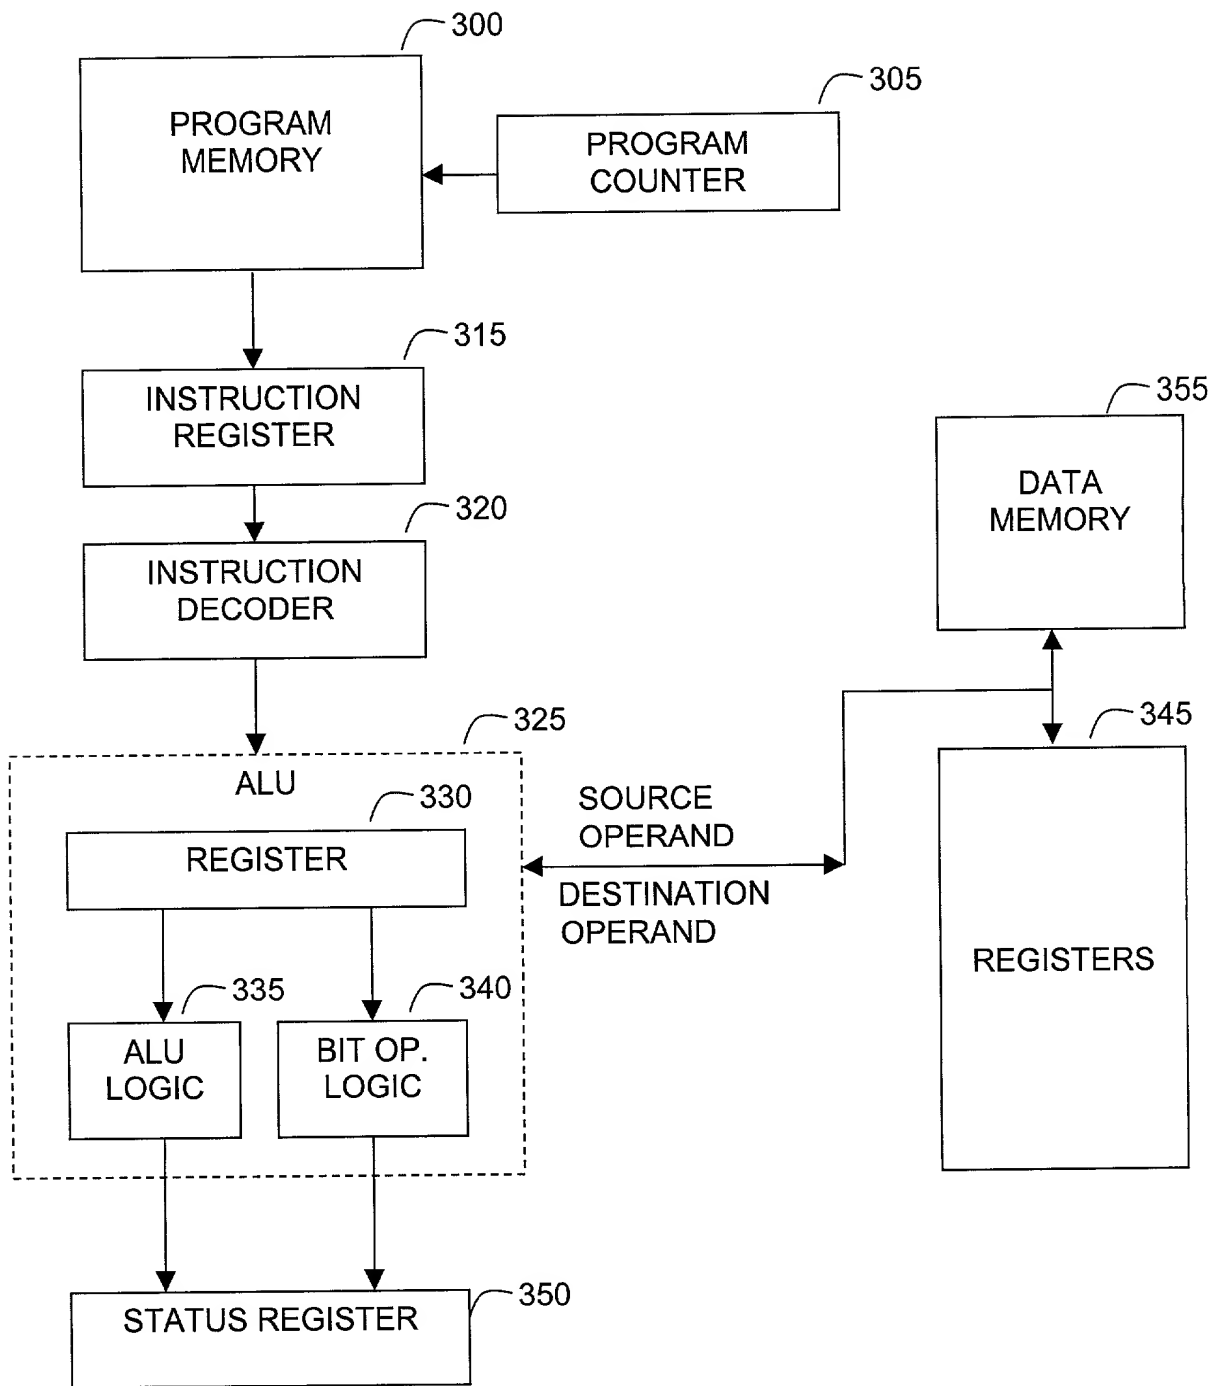 300
PROGRAM
MEMORY
305
PROGRAM
COUNTER
315
INSTRUCTION
REGISTER
320
INSTRUCTION
DECODER
355
DATA
MEMORY
325
ALU
330
REGISTER
SOURCE
OPERAND
DESTINATION
OPERAND
345
REGISTERS
335
ALU
LOGIC
340
BIT OP.
LOGIC
350
STATUS REGISTER